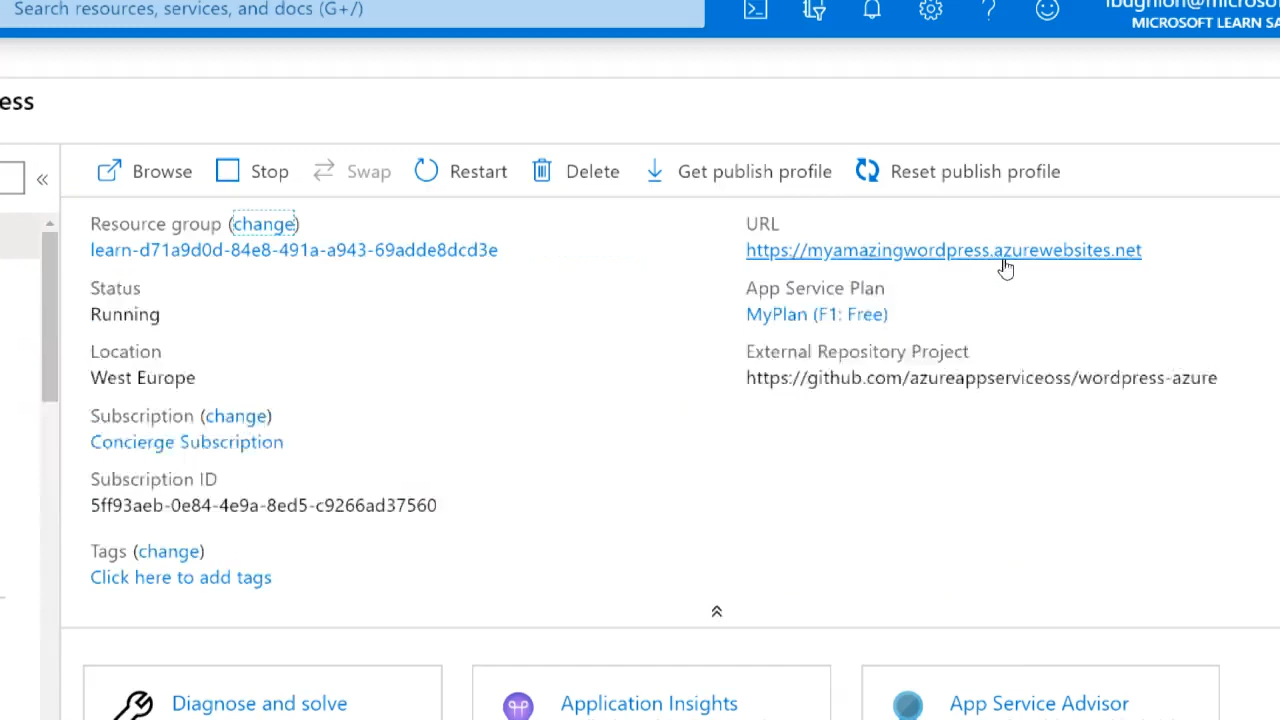 Search resources, services, and docs (G+/)
MICROSOFT LEARN SA
ess
Browse Stop Swap Restart Delete Get publish profile Reset publish profile
Resource group (change)
learn-d71a9d0d-84e8-491a-a943-69adde8dcd3e
Status
Running
Location
West Europe
Subscription (change)
Concierge Subscription
Subscription ID
5ff93aeb-0e84-4e9a-8ed5-c9266ad37560
Tags (change)
Click here to add tags
URL
https://myamazingwordpress.azurewebsites.net
App Service Plan
MyPlan (F1: Free)
External Repository Project
https://github.com/azureappserviceoss/wordpress-azure
Diagnose and solve
Application Insights
App Service Advisor